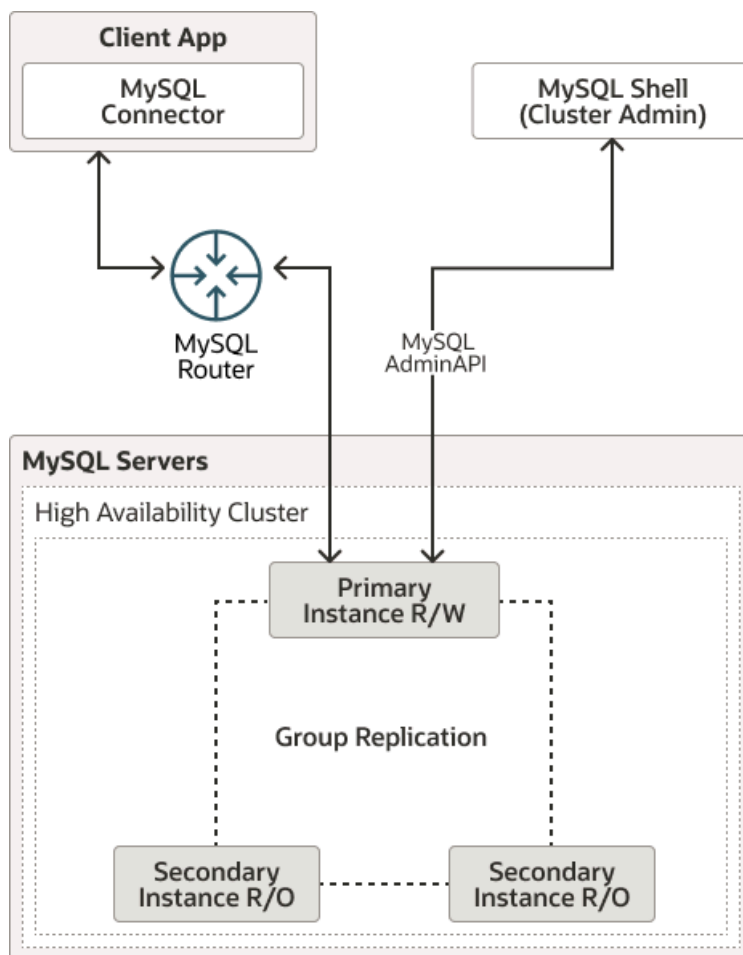 Client App
MySQL
Connector
MySQL Shell
(Cluster Admin)
MySQL
Router
MySQL
AdminAPI
MySQL Servers
High Availability Cluster
Primary
Instance R/W
Group Replication
Secondary
Instance R/O
Secondary
Instance R/O